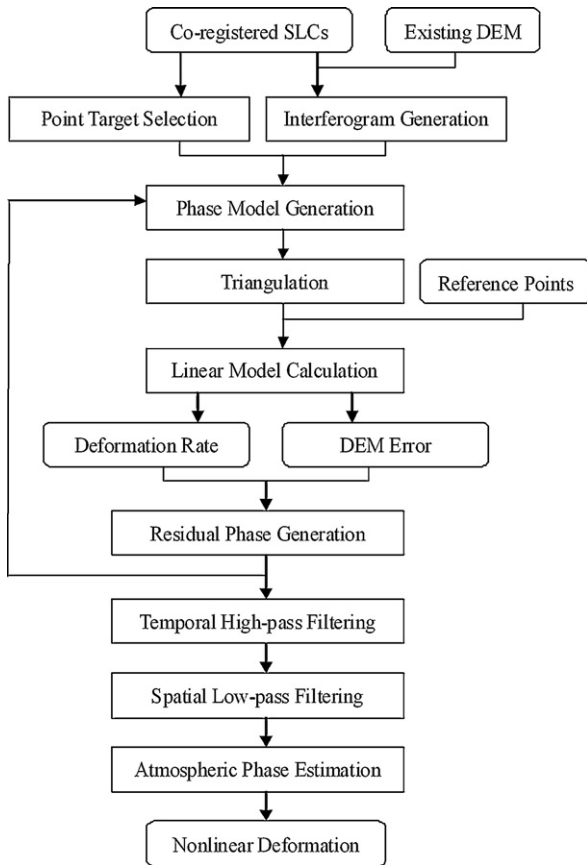 Co-registered SLCs
Existing DEM
Point Target Selection
Interferogram Generation
Phase Model Generation
Triangulation
Reference Points
Linear Model Calculation
Deformation Rate
DEM Error
Residual Phase Generation
Temporal High-pass Filtering
Spatial Low-pass Filtering
Atmospheric Phase Estimation
Nonlinear Deformation